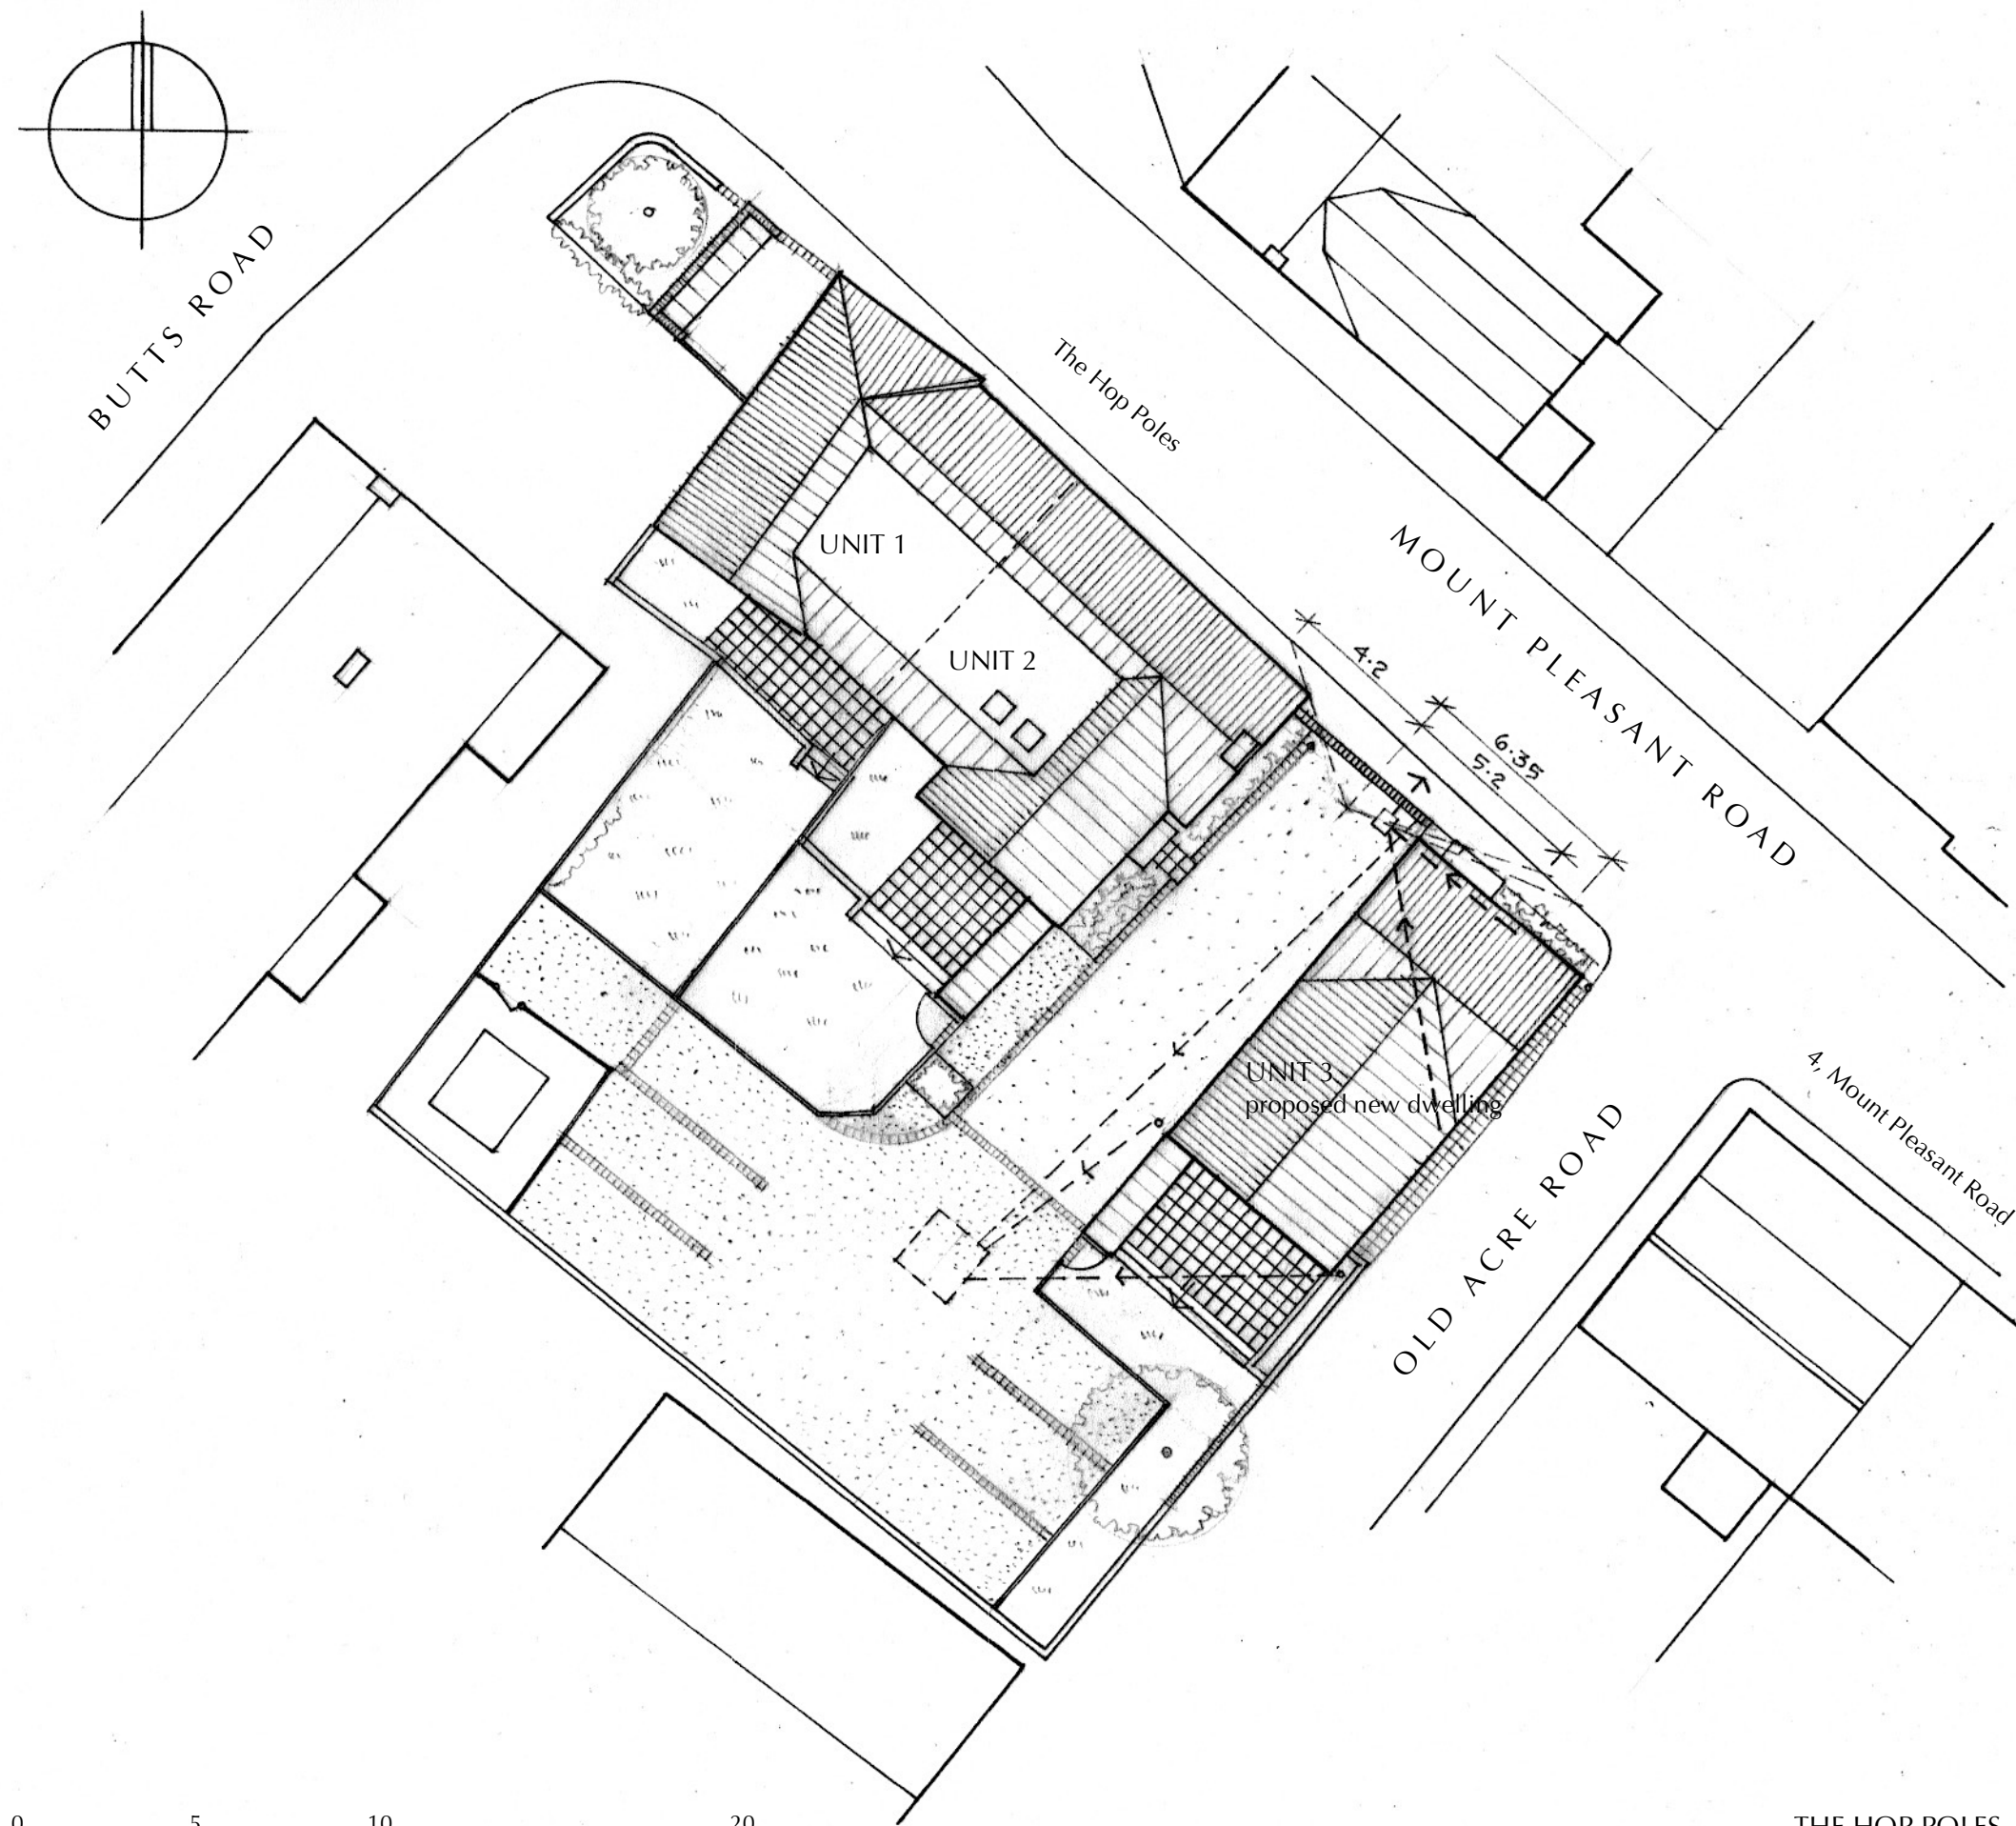 BUTTS ROAD
The Hop Poles
MOUNT PLEASANT ROAD
UNIT 1
UNIT 2
4.2
6.35
5.2
UNIT 3
proposed new dwelling
4, Mount Pleasant Road
OLD ACRE ROAD
0 5 10 20
THE HOP POLES